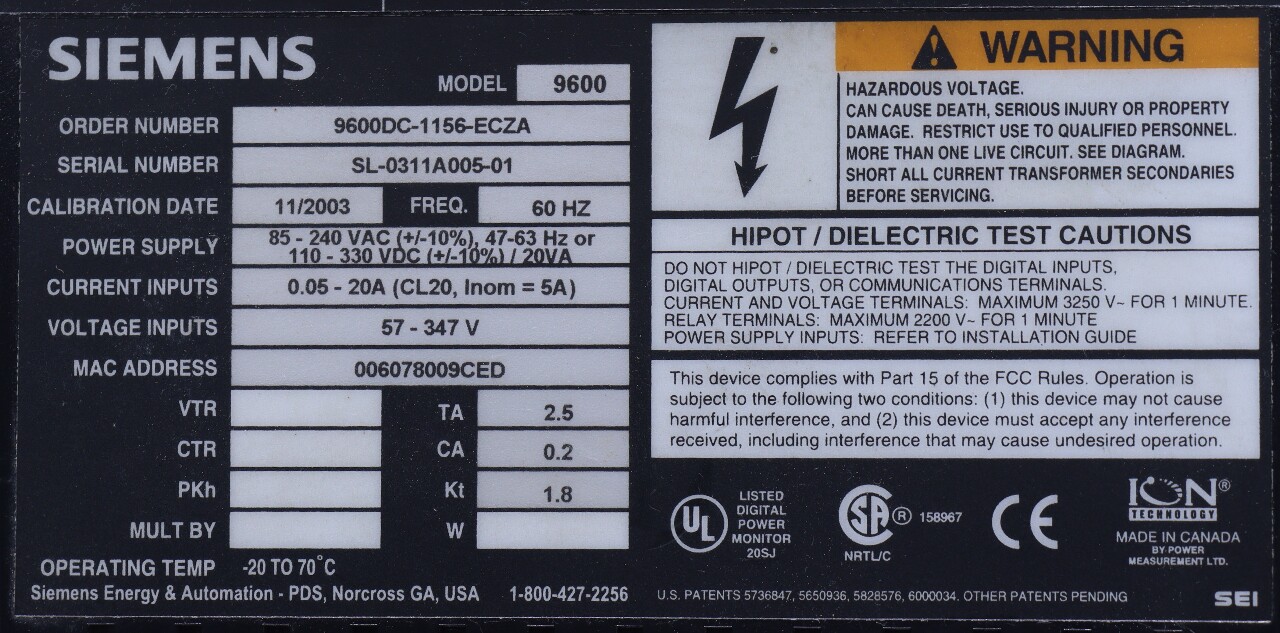 SIEMENS
MODEL 9600
ORDER NUMBER 9600DC-1156-ECZA
SERIAL NUMBER SL-0311A005-01
CALIBRATION DATE 11/2003 FREQ. 60 HZ
POWER SUPPLY 85 - 240 VAC (+/-10%), 47-63 Hz or
110 - 330 VDC (+/-10%) / 20VA
CURRENT INPUTS 0.05 - 20A (CL20, Inom = 5A)
VOLTAGE INPUTS 57 - 347 V
MAC ADDRESS 006078009CED
VTR TA 2.5
CTR CA 0.2
PKh Kt 1.8
MULT BY W
OPERATING TEMP -20 TO 70°C
Siemens Energy & Automation - PDS, Norcross GA, USA 1-800-427-2256
WARNING
HAZARDOUS VOLTAGE.
CAN CAUSE DEATH, SERIOUS INJURY OR PROPERTY
DAMAGE. RESTRICT USE TO QUALIFIED PERSONNEL.
MORE THAN ONE LIVE CIRCUIT. SEE DIAGRAM.
SHORT ALL CURRENT TRANSFORMER SECONDARIES
BEFORE SERVICING.
HIPOT / DIELECTRIC TEST CAUTIONS
DO NOT HIPOT / DIELECTRIC TEST THE DIGITAL INPUTS,
DIGITAL OUTPUTS, OR COMMUNICATIONS TERMINALS.
CURRENT AND VOLTAGE TERMINALS: MAXIMUM 3250 V~ FOR 1 MINUTE.
RELAY TERMINALS: MAXIMUM 2200 V~ FOR 1 MINUTE
POWER SUPPLY INPUTS: REFER TO INSTALLATION GUIDE
This device complies with Part 15 of the FCC Rules. Operation is
subject to the following two conditions: (1) this device may not cause
harmful interference, and (2) this device must accept any interference
received, including interference that may cause undesired operation.
UL
LISTED
DIGITAL
POWER
MONITOR
20SJ
SA ® 158967
NRTL/C
CE
ION®
TECHNOLOGY
MADE IN CANADA
BY POWER
MEASUREMENT LTD.
U.S. PATENTS 5736847, 5650936, 5828576, 6000034. OTHER PATENTS PENDING
SEI